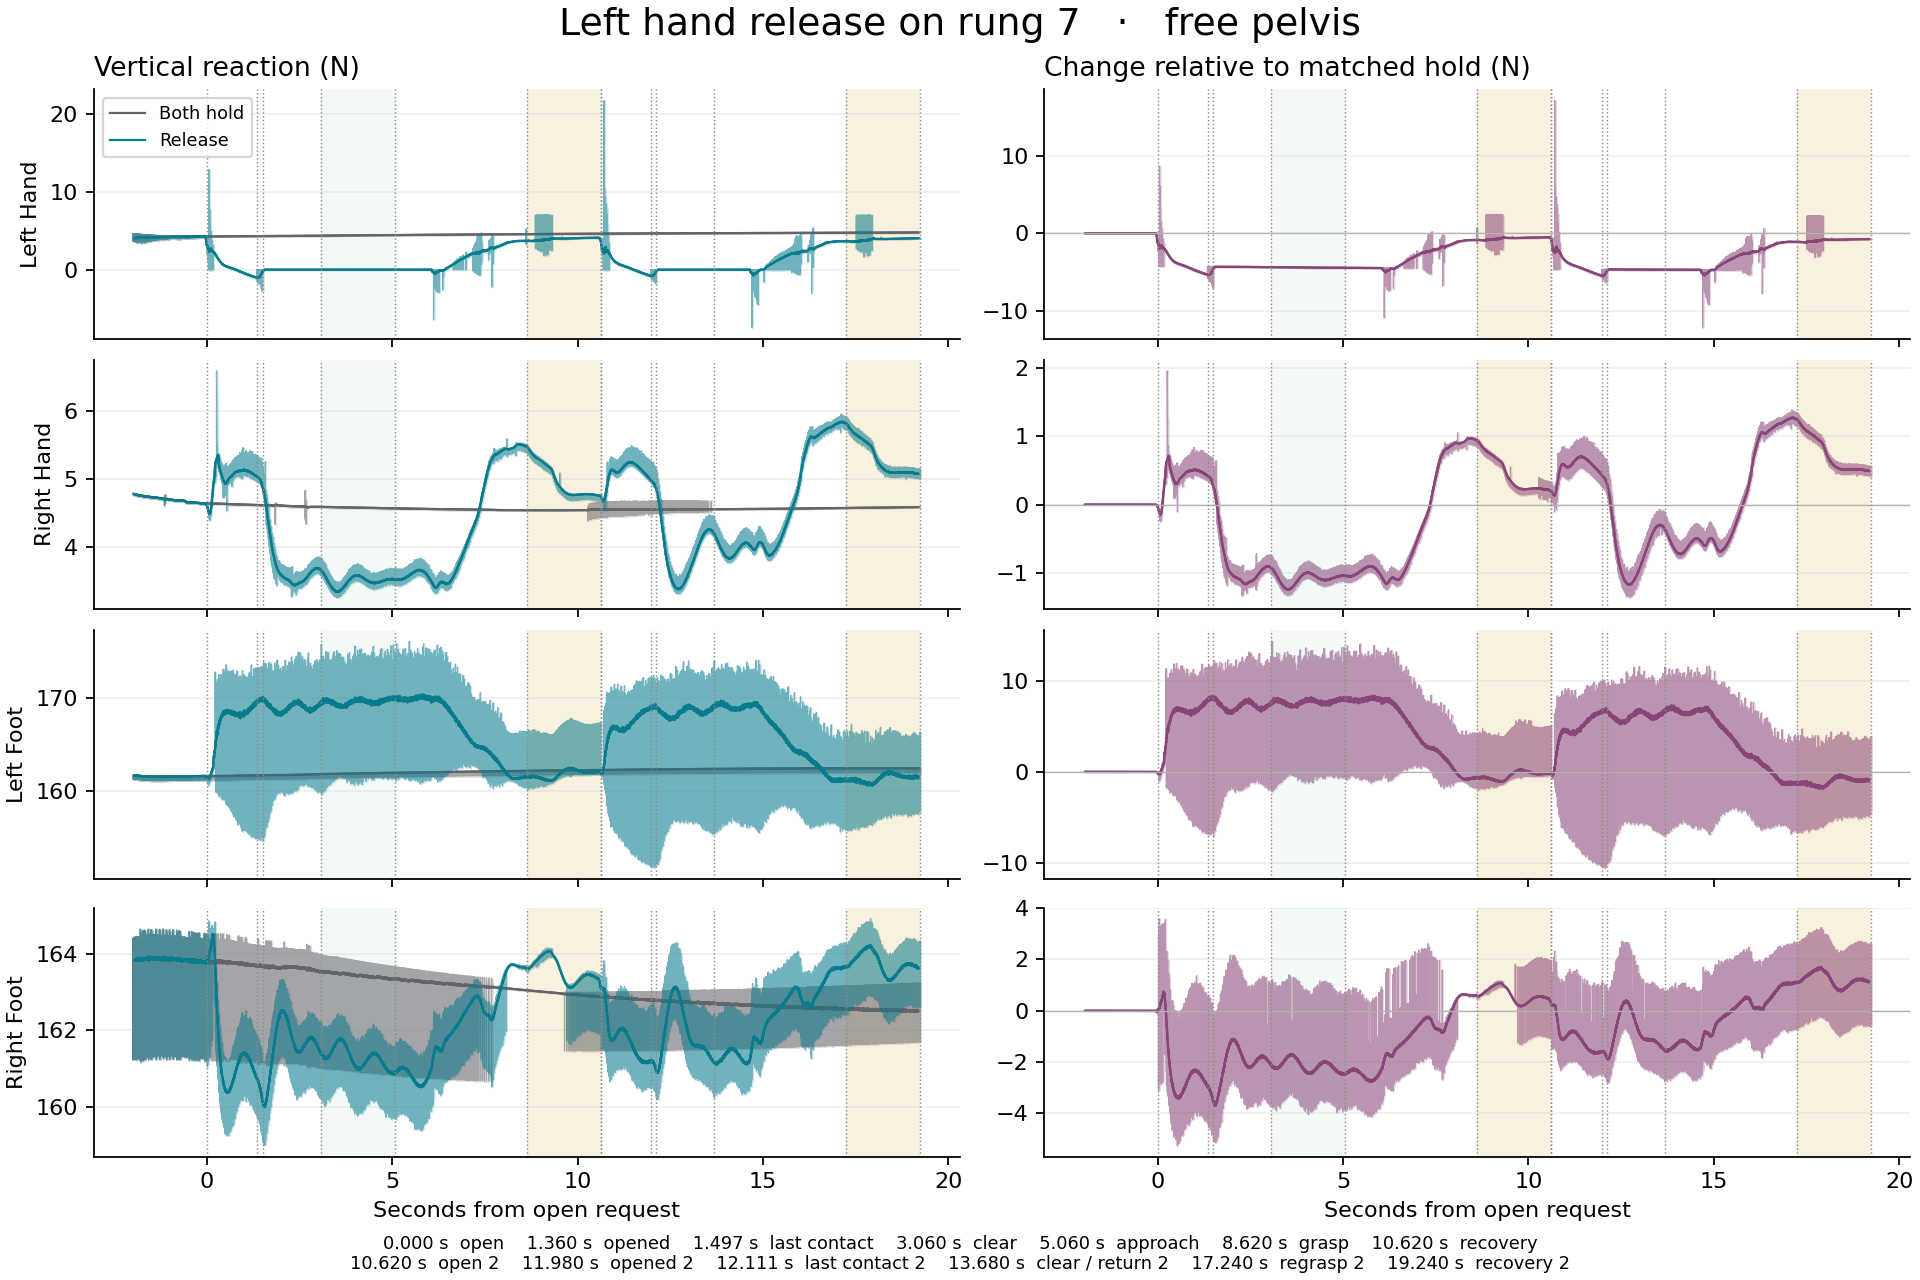 Left hand release on rung 7 · free pelvis
Vertical reaction (N)
Change relative to matched hold (N)
Both hold
Release
Left Hand
20
10
0
10
0
−10
Right Hand
6
5
4
2
1
0
−1
Left Foot
170
160
10
0
−10
Right Foot
164
162
160
4
2
0
−2
−4
0 5 10 15 20
0 5 10 15 20
Seconds from open request
Seconds from open request
0.000 s open 1.360 s opened 1.497 s last contact 3.060 s clear 5.060 s approach 8.620 s grasp 10.620 s recovery
10.620 s open 2 11.980 s opened 2 12.111 s last contact 2 13.680 s clear / return 2 17.240 s regrasp 2 19.240 s recovery 2